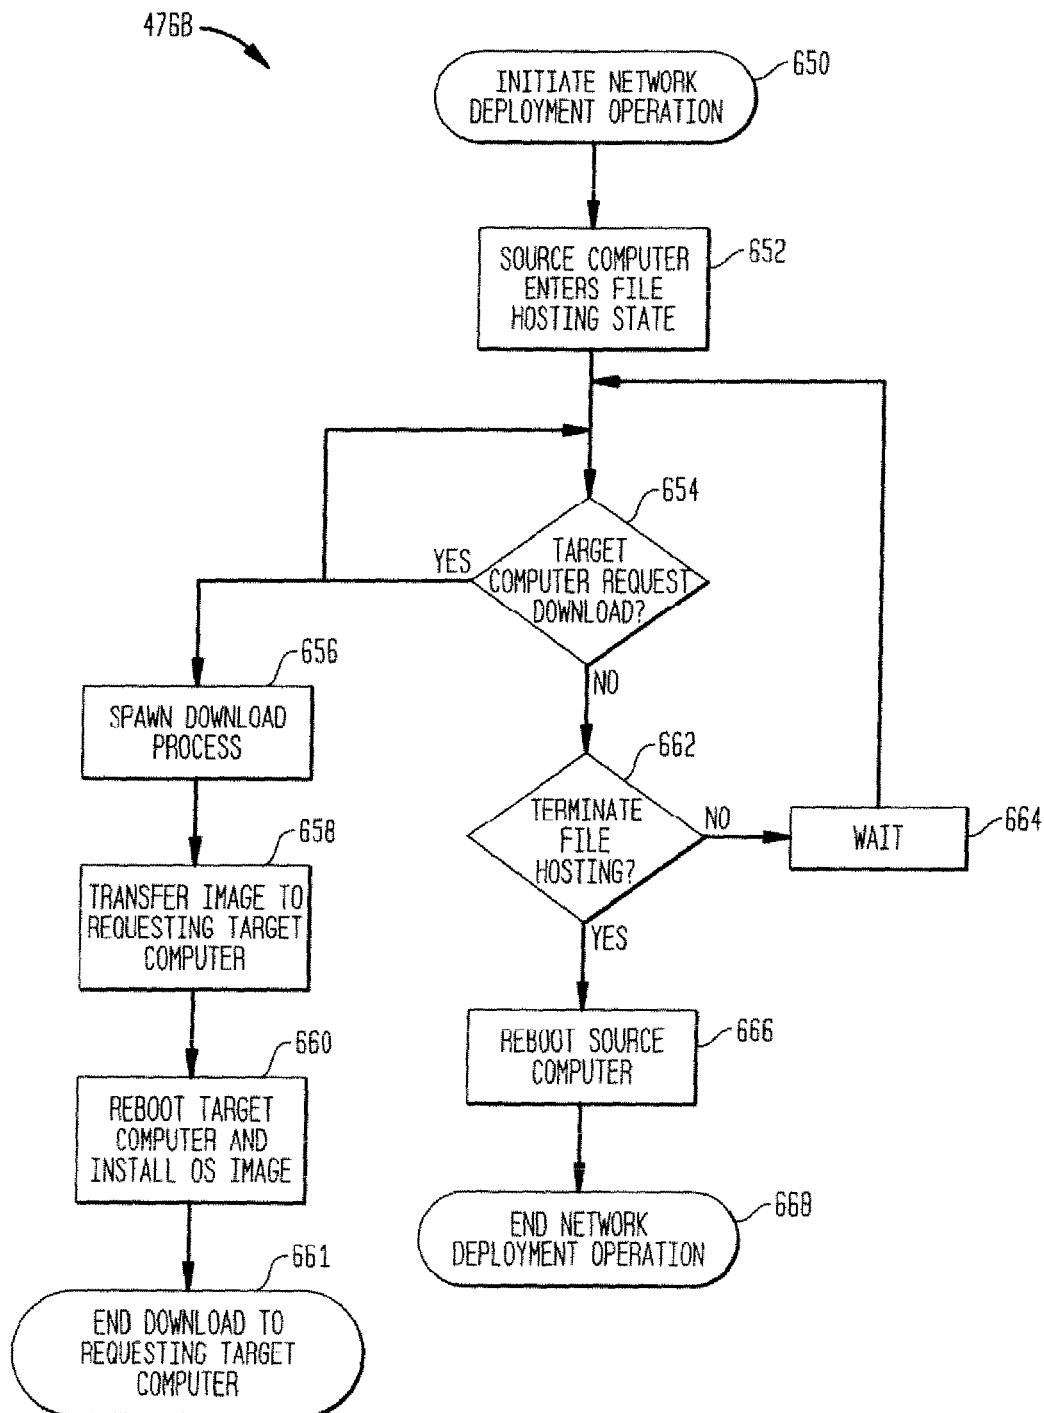 476B
INITIATE NETWORK
DEPLOYMENT OPERATION
650
SOURCE COMPUTER
ENTERS FILE
HOSTING STATE
652
654
TARGET
COMPUTER REQUEST
DOWNLOAD?
YES
NO
656
SPAWN DOWNLOAD
PROCESS
662
TERMINATE
FILE
HOSTING?
NO
YES
WAIT
664
658
TRANSFER IMAGE TO
REQUESTING TARGET
COMPUTER
REBOOT SOURCE
COMPUTER
666
660
REBOOT TARGET
COMPUTER AND
INSTALL OS IMAGE
END NETWORK
DEPLOYMENT OPERATION
668
661
END DOWNLOAD TO
REQUESTING TARGET
COMPUTER